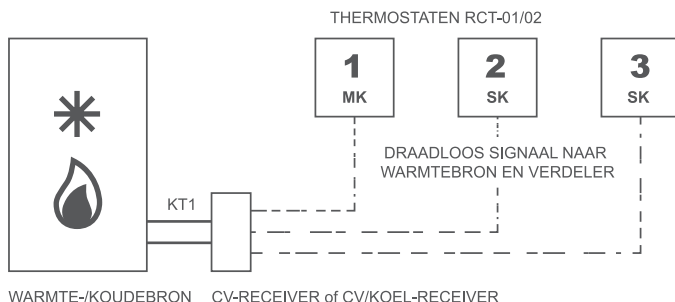 THERMOSTATEN RCT-01/02
1
MK
2
SK
3
SK
DRAADLOOS SIGNAAL NAAR
WARMTEBRON EN VERDELER
KT1
WARMTE-/KOUDEBRON
CV-RECEIVER of CV/KOEL-RECEIVER